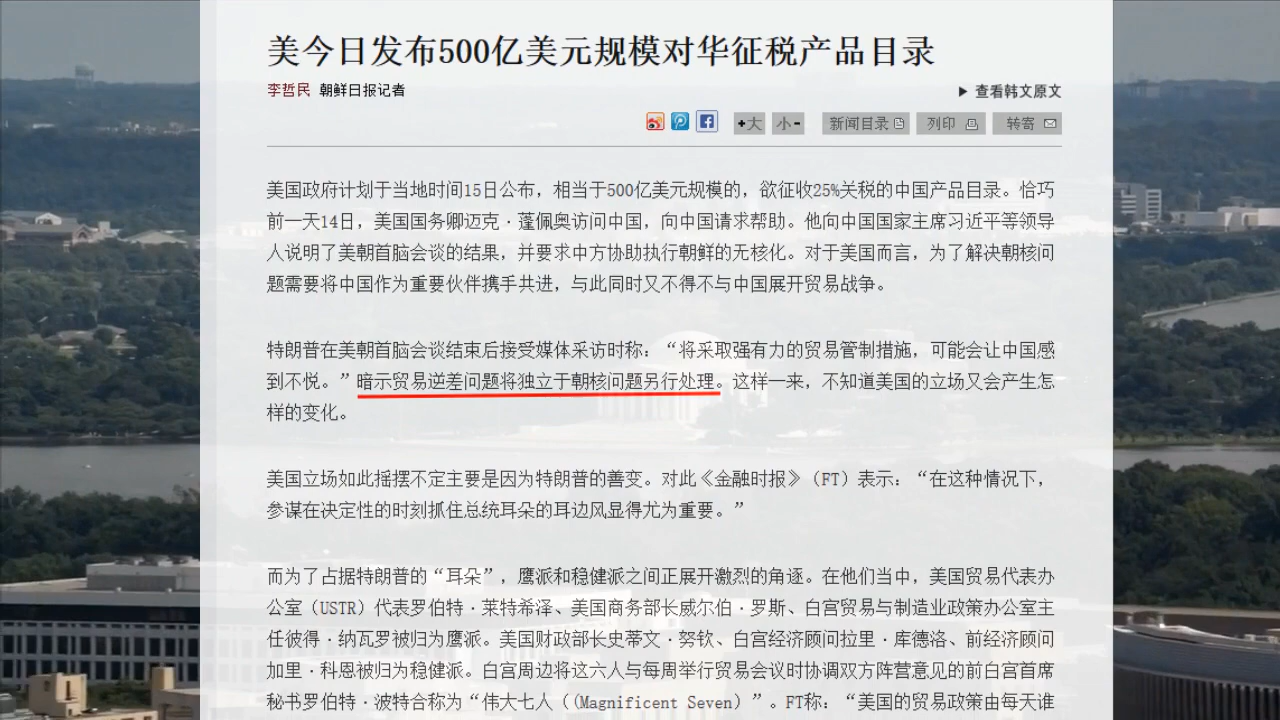 美今日发布500亿美元规模对华征税产品目录
李哲民 朝鲜日报记者
▶ 查看韩文原文
+大 小- 新闻目录 列印 转寄
美国政府计划于当地时间15日公布，相当于500亿美元规模的，欲征收25%关税的中国产品目录。恰巧
前一天14日，美国国务卿迈克·蓬佩奥访问中国，向中国请求帮助。他向中国国家主席习近平等领导
人说明了美朝首脑会谈的结果，并要求中方协助执行朝鲜的无核化。对于美国而言，为了解决朝核问
题需要将中国作为重要伙伴携手共进，与此同时又不得不与中国展开贸易战争。
特朗普在美朝首脑会谈结束后接受媒体采访时称：“将采取强有力的贸易管制措施，可能会让中国感
到不悦。”暗示贸易逆差问题将独立于朝核问题另行处理。这样一来，不知道美国的立场又会产生怎
样的变化。
美国立场如此摇摆不定主要是因为特朗普的善变。对此《金融时报》（FT）表示：“在这种情况下，
参谋在决定性的时刻抓住总统耳朵的耳边风显得尤为重要。”
而为了占据特朗普的“耳朵”，鹰派和稳健派之间正展开激烈的角逐。在他们当中，美国贸易代表办
公室（USTR）代表罗伯特·莱特希泽、美国商务部长威尔伯·罗斯、白宫贸易与制造业政策办公室主
任彼得·纳瓦罗被归为鹰派。美国财政部长史蒂文·努钦、白宫经济顾问拉里·库德洛、前经济顾问
加里·科恩被归为稳健派。白宫周边将这六人与每周举行贸易会议时协调双方阵营意见的前白宫首席
秘书罗伯特·波特合称为“伟大七人（(Magnificent Seven）”。FT称：“美国的贸易政策由每天谁